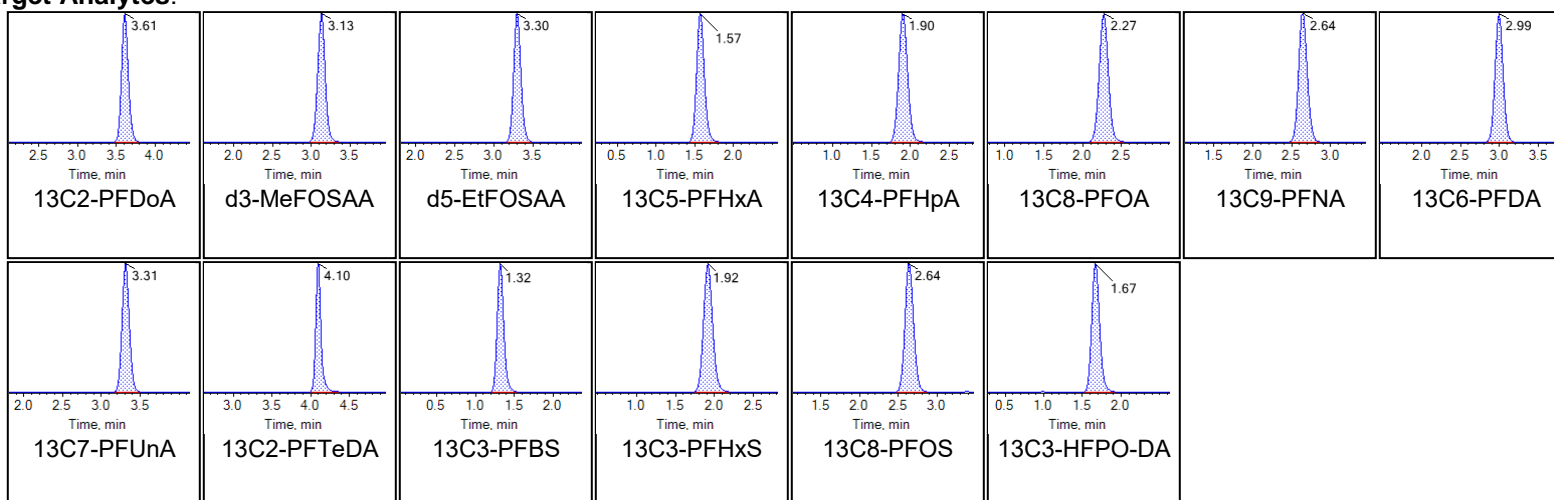 arget Analytes:
3.61 3.13 3.30 1.57 1.90 2.27 2.64 2.99
2.5 3.0 3.5 4.0 2.0 2.5 3.0 3.5 2.0 2.5 3.0 3.5 0.5 1.0 1.5 2.0 1.0 1.5 2.0 2.5 1.0 1.5 2.0 2.5 1.5 2.0 2.5 3.0 2.0 2.5 3.0 3.5
Time, min Time, min Time, min Time, min Time, min Time, min Time, min Time, min
13C2-PFDoA d3-MeFOSAA d5-EtFOSAA 13C5-PFHxA 13C4-PFHpA 13C8-PFOA 13C9-PFNA 13C6-PFDA
3.31 4.10 1.32 1.92 2.64 1.67
2.0 2.5 3.0 3.5 3.0 3.5 4.0 4.5 0.5 1.0 1.5 2.0 1.0 1.5 2.0 2.5 1.5 2.0 2.5 3.0 0.5 1.0 1.5 2.0
Time, min Time, min Time, min Time, min Time, min Time, min
13C7-PFUnA 13C2-PFTeDA 13C3-PFBS 13C3-PFHxS 13C8-PFOS 13C3-HFPO-DA